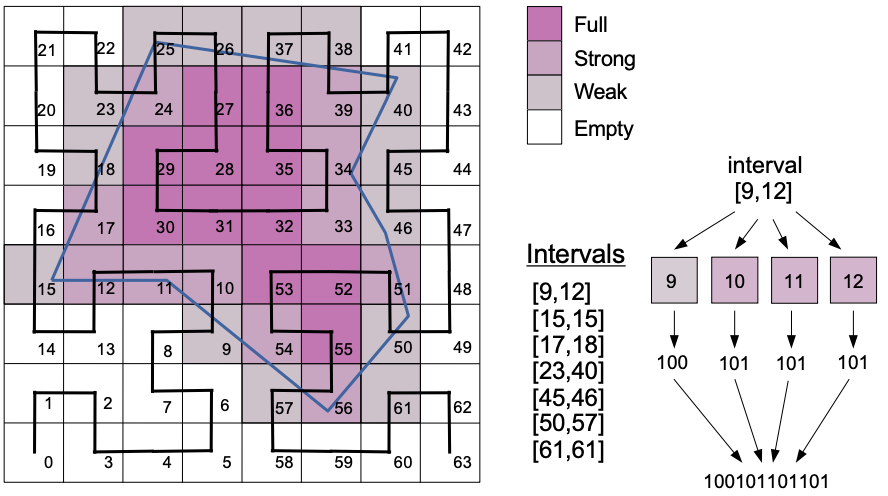 21 22 25 26 37 38 41 42
20 23 24 27 36 39 40 43
19 18 29 28 35 34 45 44
16 17 30 31 32 33 46 47
15 12 11 10 53 52 51 48
14 13 8 9 54 55 50 49
1 2 7 6 57 56 61 62
0 3 4 5 58 59 60 63
Full
Strong
Weak
Empty
Intervals
[9,12]
[15,15]
[17,18]
[23,40]
[45,46]
[50,57]
[61,61]
interval
[9,12]
9 10 11 12
100 101 101 101
100101101101